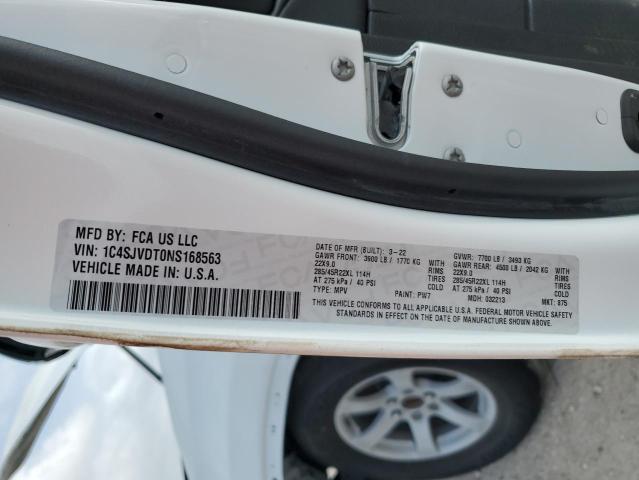 MFD BY: FCA US LLC
VIN: 1C4SJVDT0NS168563
VEHICLE MADE IN U.S.A.
DATE OF MFR (BUILT): 3-22 GVWR: 7700 LB / 3493 KG
GAWR FRONT: 3900 LB / 1770 KG WITH GAWR REAR: 4500 LB / 2042 KG WITH
22X9.0 RIMS 22X9.0 RIMS
285/45R22XL 114H TIRES 285/45R22XL 114H TIRES
AT 275 kPa / 40 PSI COLD AT 275 kPa / 40 PSI COLD
TYPE: MPV PAINT: PW7 MDH: 032213 MKT: 875
THIS VEHICLE CONFORMS TO ALL APPLICABLE U.S.A. FEDERAL MOTOR VEHICLE SAFETY
STANDARDS IN EFFECT ON THE DATE OF MANUFACTURE SHOWN ABOVE.